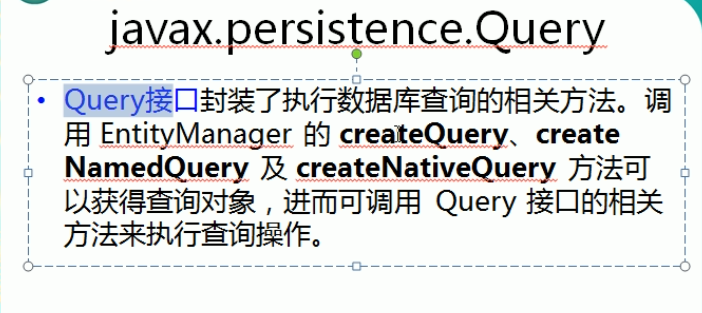 javax.persistence.Query
• Query接口封装了执行数据库查询的相关方法。调
用 EntityManager 的 createQuery、create
NamedQuery 及 createNativeQuery 方法可
以获得查询对象，进而可调用 Query 接口的相关
方法来执行查询操作。